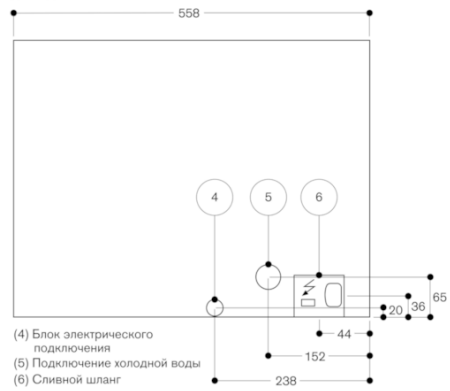 558
4 5 6
65
36
20
44
152
238
(4) Блок электрического
подключения
(5) Подключение холодной воды
(6) Сливной шланг